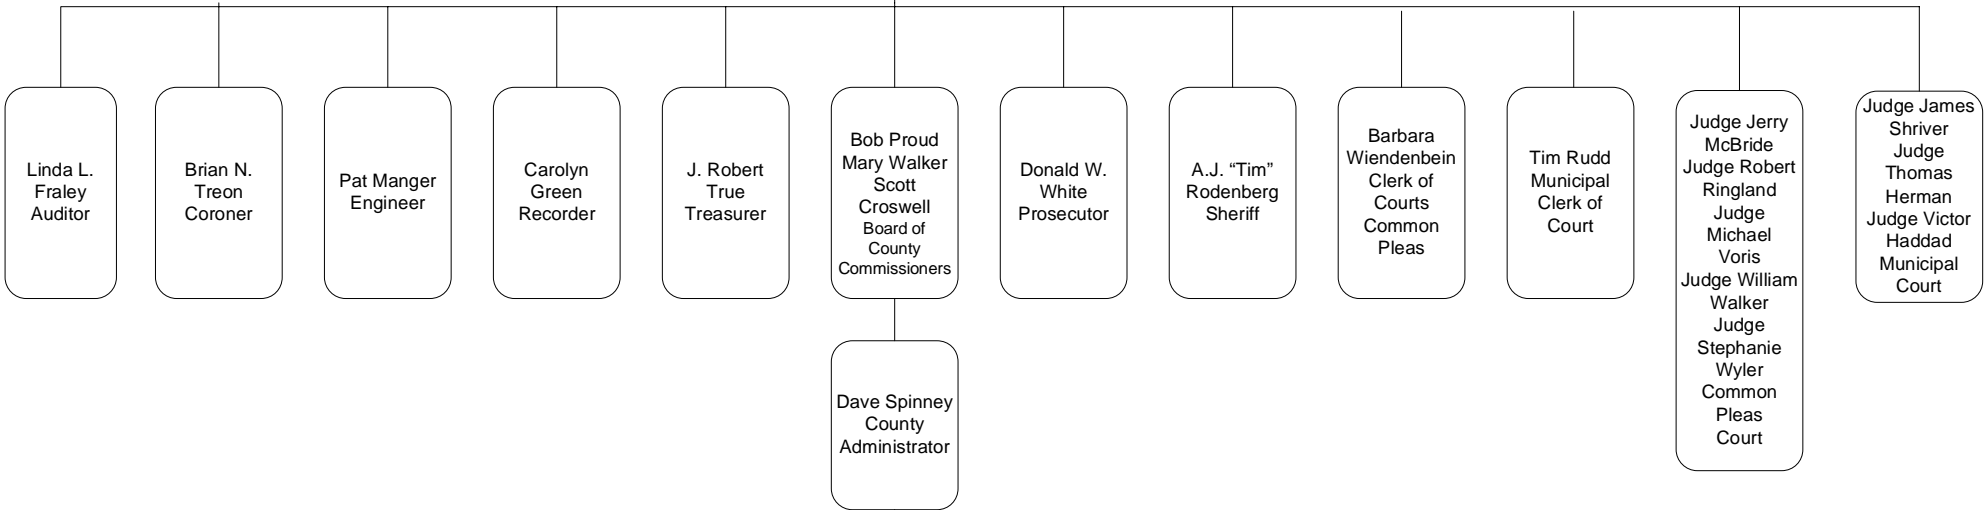 Linda L.
Fraley
Auditor
Brian N.
Treon
Coroner
Pat Manger
Engineer
Carolyn
Green
Recorder
J. Robert
True
Treasurer
Bob Proud
Mary Walker
Scott
Croswell
Board of
County
Commissioners
Donald W.
White
Prosecutor
A.J. “Tim”
Rodenberg
Sheriff
Barbara
Wiendenbein
Clerk of
Courts
Common
Pleas
Tim Rudd
Municipal
Clerk of
Court
Judge Jerry
McBride
Judge Robert
Ringland
Judge
Michael
Voris
Judge William
Walker
Judge
Stephanie
Wyler
Common
Pleas
Court
Judge James
Shriver
Judge
Thomas
Herman
Judge Victor
Haddad
Municipal
Court
Dave Spinney
County
Administrator